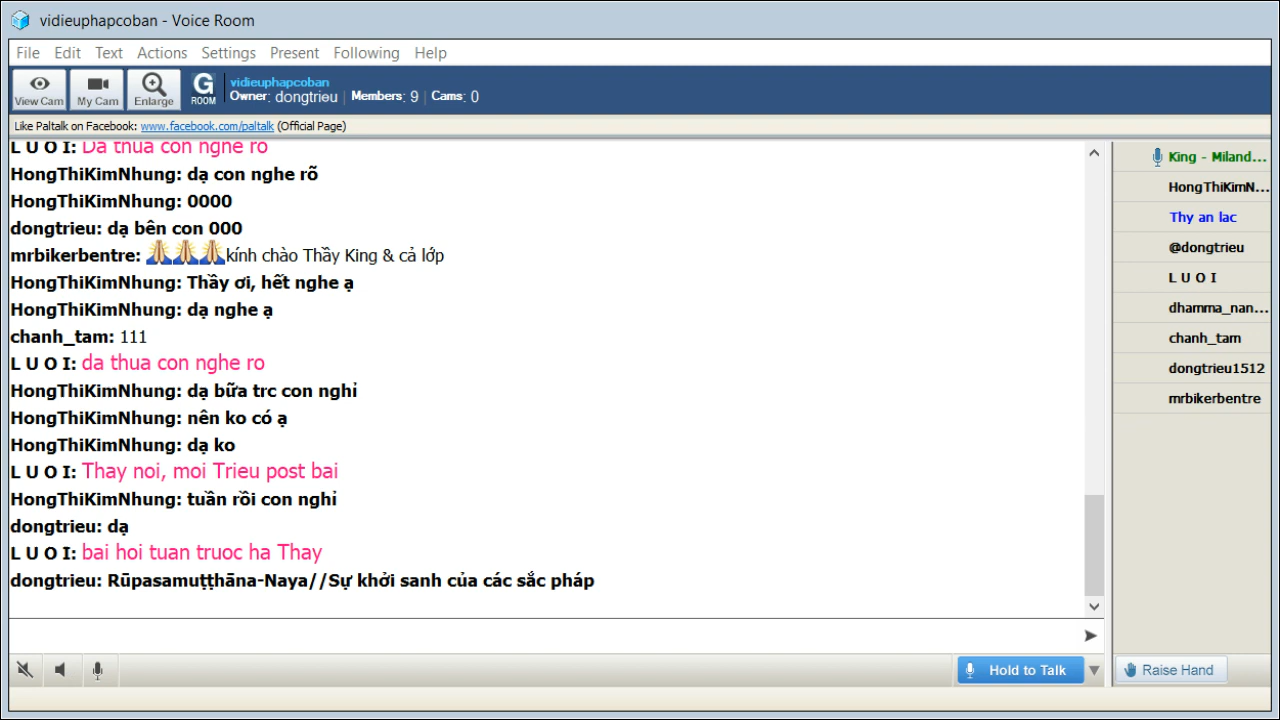 vidieuphapcoban - Voice Room
File Edit Text Actions Settings Present Following Help
View Cam My Cam Enlarge G ROOM
vidieuphapcoban
Owner: dongtrieu | Members: 9 | Cams: 0
Like Paltalk on Facebook: www.facebook.com/paltalk (Official Page)
L U O I: Da thua con nghe ro
HongThiKimNhung: dạ con nghe rõ
HongThiKimNhung: 0000
dongtrieu: dạ bên con 000
mrbikerbentre: 🙏🙏🙏kính chào Thầy King & cả lớp
HongThiKimNhung: Thầy ơi, hết nghe ạ
HongThiKimNhung: dạ nghe ạ
chanh_tam: 111
L U O I: da thua con nghe ro
HongThiKimNhung: dạ bữa trc con nghỉ
HongThiKimNhung: nên ko có ạ
HongThiKimNhung: dạ ko
L U O I: Thay noi, moi Trieu post bai
HongThiKimNhung: tuần rồi con nghỉ
dongtrieu: dạ
L U O I: bai hoi tuan truoc ha Thay
dongtrieu: Rūpasamuṭṭhāna-Naya//Sự khởi sanh của các sắc pháp
King - Miland...
HongThiKimN...
Thy an lac
@dongtrieu
L U O I
dhamma_nan...
chanh_tam
dongtrieu1512
mrbikerbentre
Hold to Talk
Raise Hand